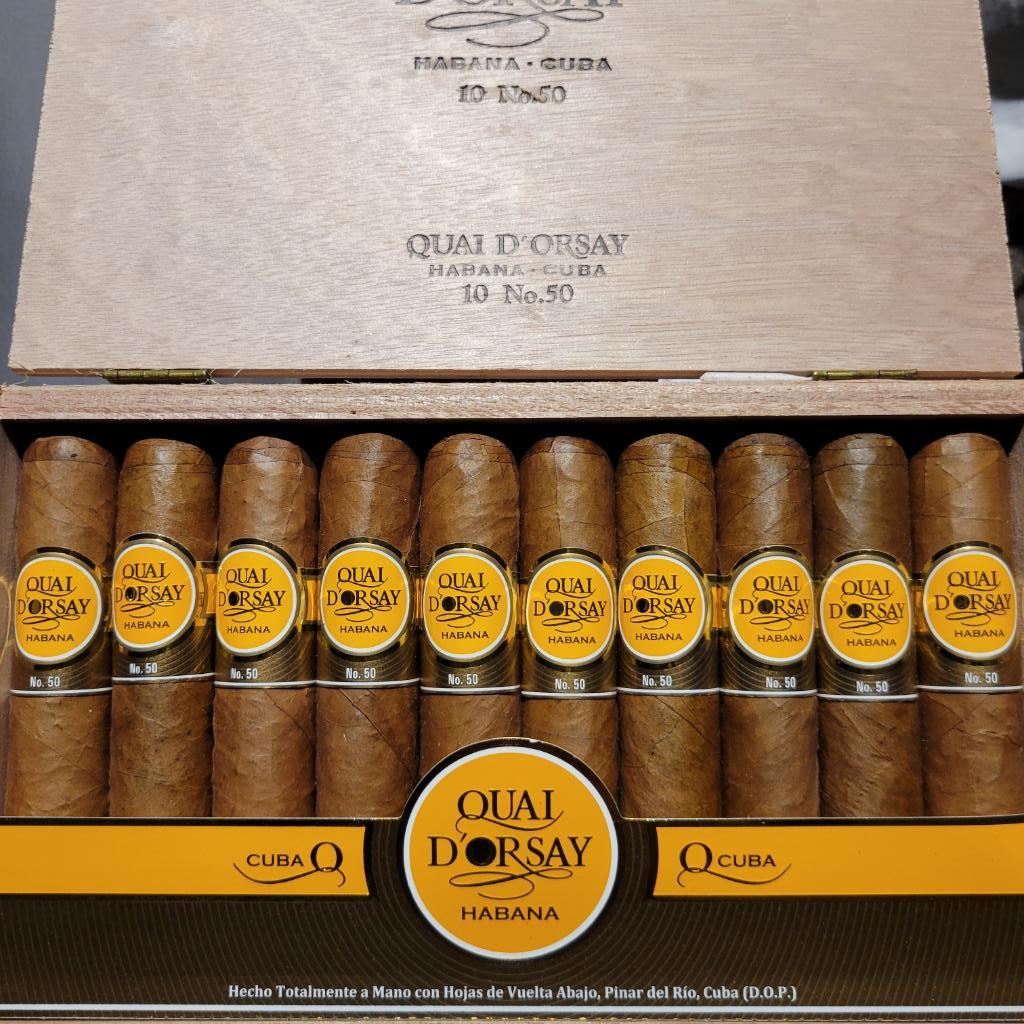 D'ORSAY
HABANA · CUBA
10 No.50
QUAI D'ORSAY
HABANA · CUBA
10 No.50
QUAI
D'ORSAY
HABANA
No. 50
QUAI
D'ORSAY
HABANA
No. 50
QUAI
D'ORSAY
HABANA
No. 50
QUAI
D'ORSAY
HABANA
No. 50
QUAI
D'ORSAY
HABANA
No. 50
QUAI
D'ORSAY
HABANA
No. 50
QUAI
D'ORSAY
HABANA
No. 50
QUAI
D'ORSAY
HABANA
No. 50
QUAI
D'ORSAY
HABANA
No. 50
QUAI
D'ORSAY
HABANA
No. 50
CUBA Q
QUAI
D'ORSAY
HABANA
Q CUBA
Hecho Totalmente a Mano con Hojas de Vuelta Abajo, Pinar del Río, Cuba (D.O.P.)